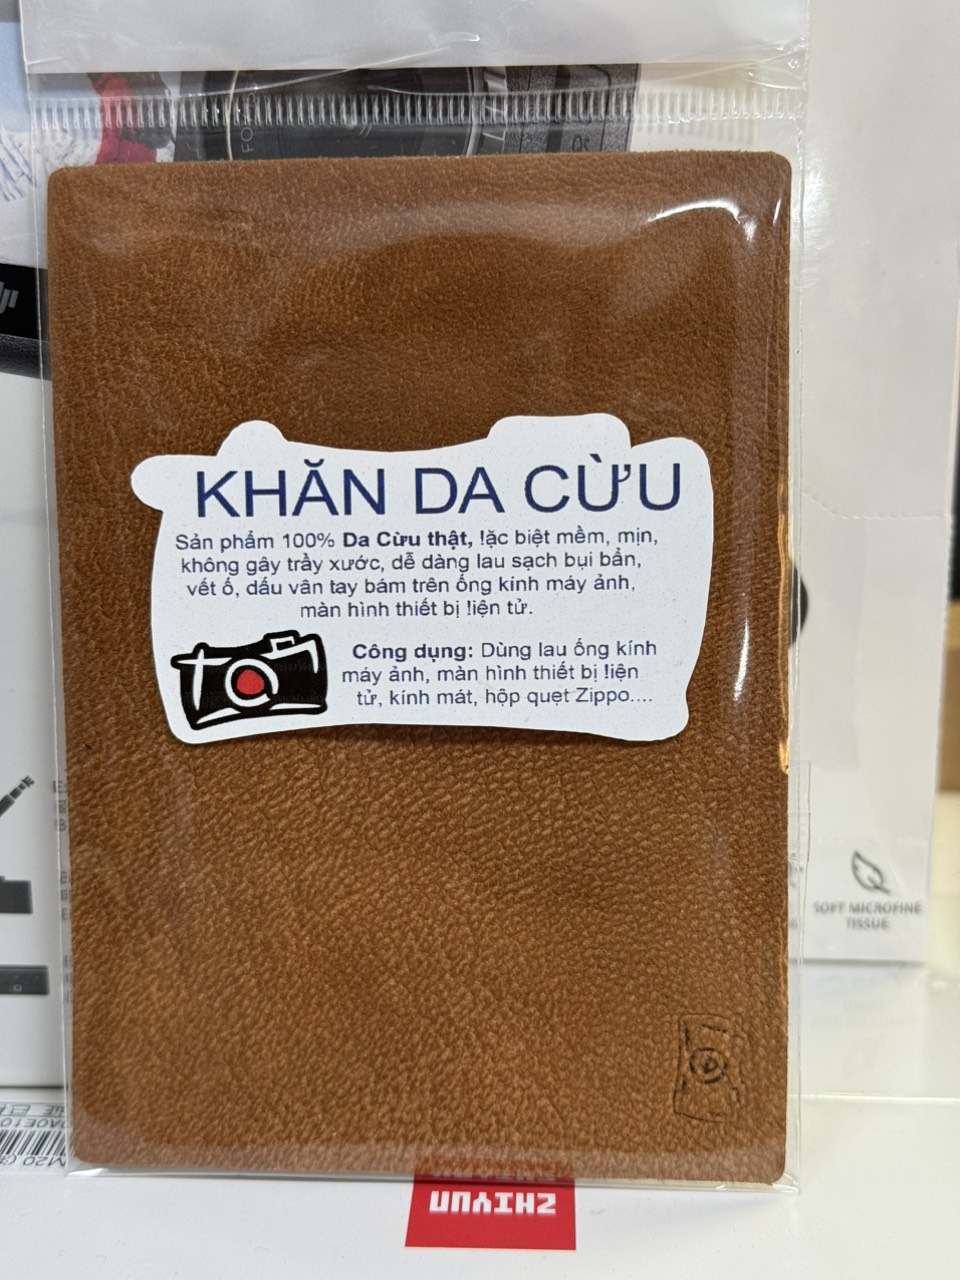 KHĂN DA CỪU
Sản phẩm 100% Da Cừu thật, !ặc biệt mềm, mịn,
không gây trầy xước, dễ dàng lau sạch bụi bẩn,
vết ố, dấu vân tay bám trên ống kính máy ảnh,
màn hình thiết bị !iện tử.
Công dụng: Dùng lau ống kính
máy ảnh, màn hình thiết bị !iện
tử, kính mát, hộp quẹt Zippo....
SOFT MICROFINE
TISSUE
ZHIYUN